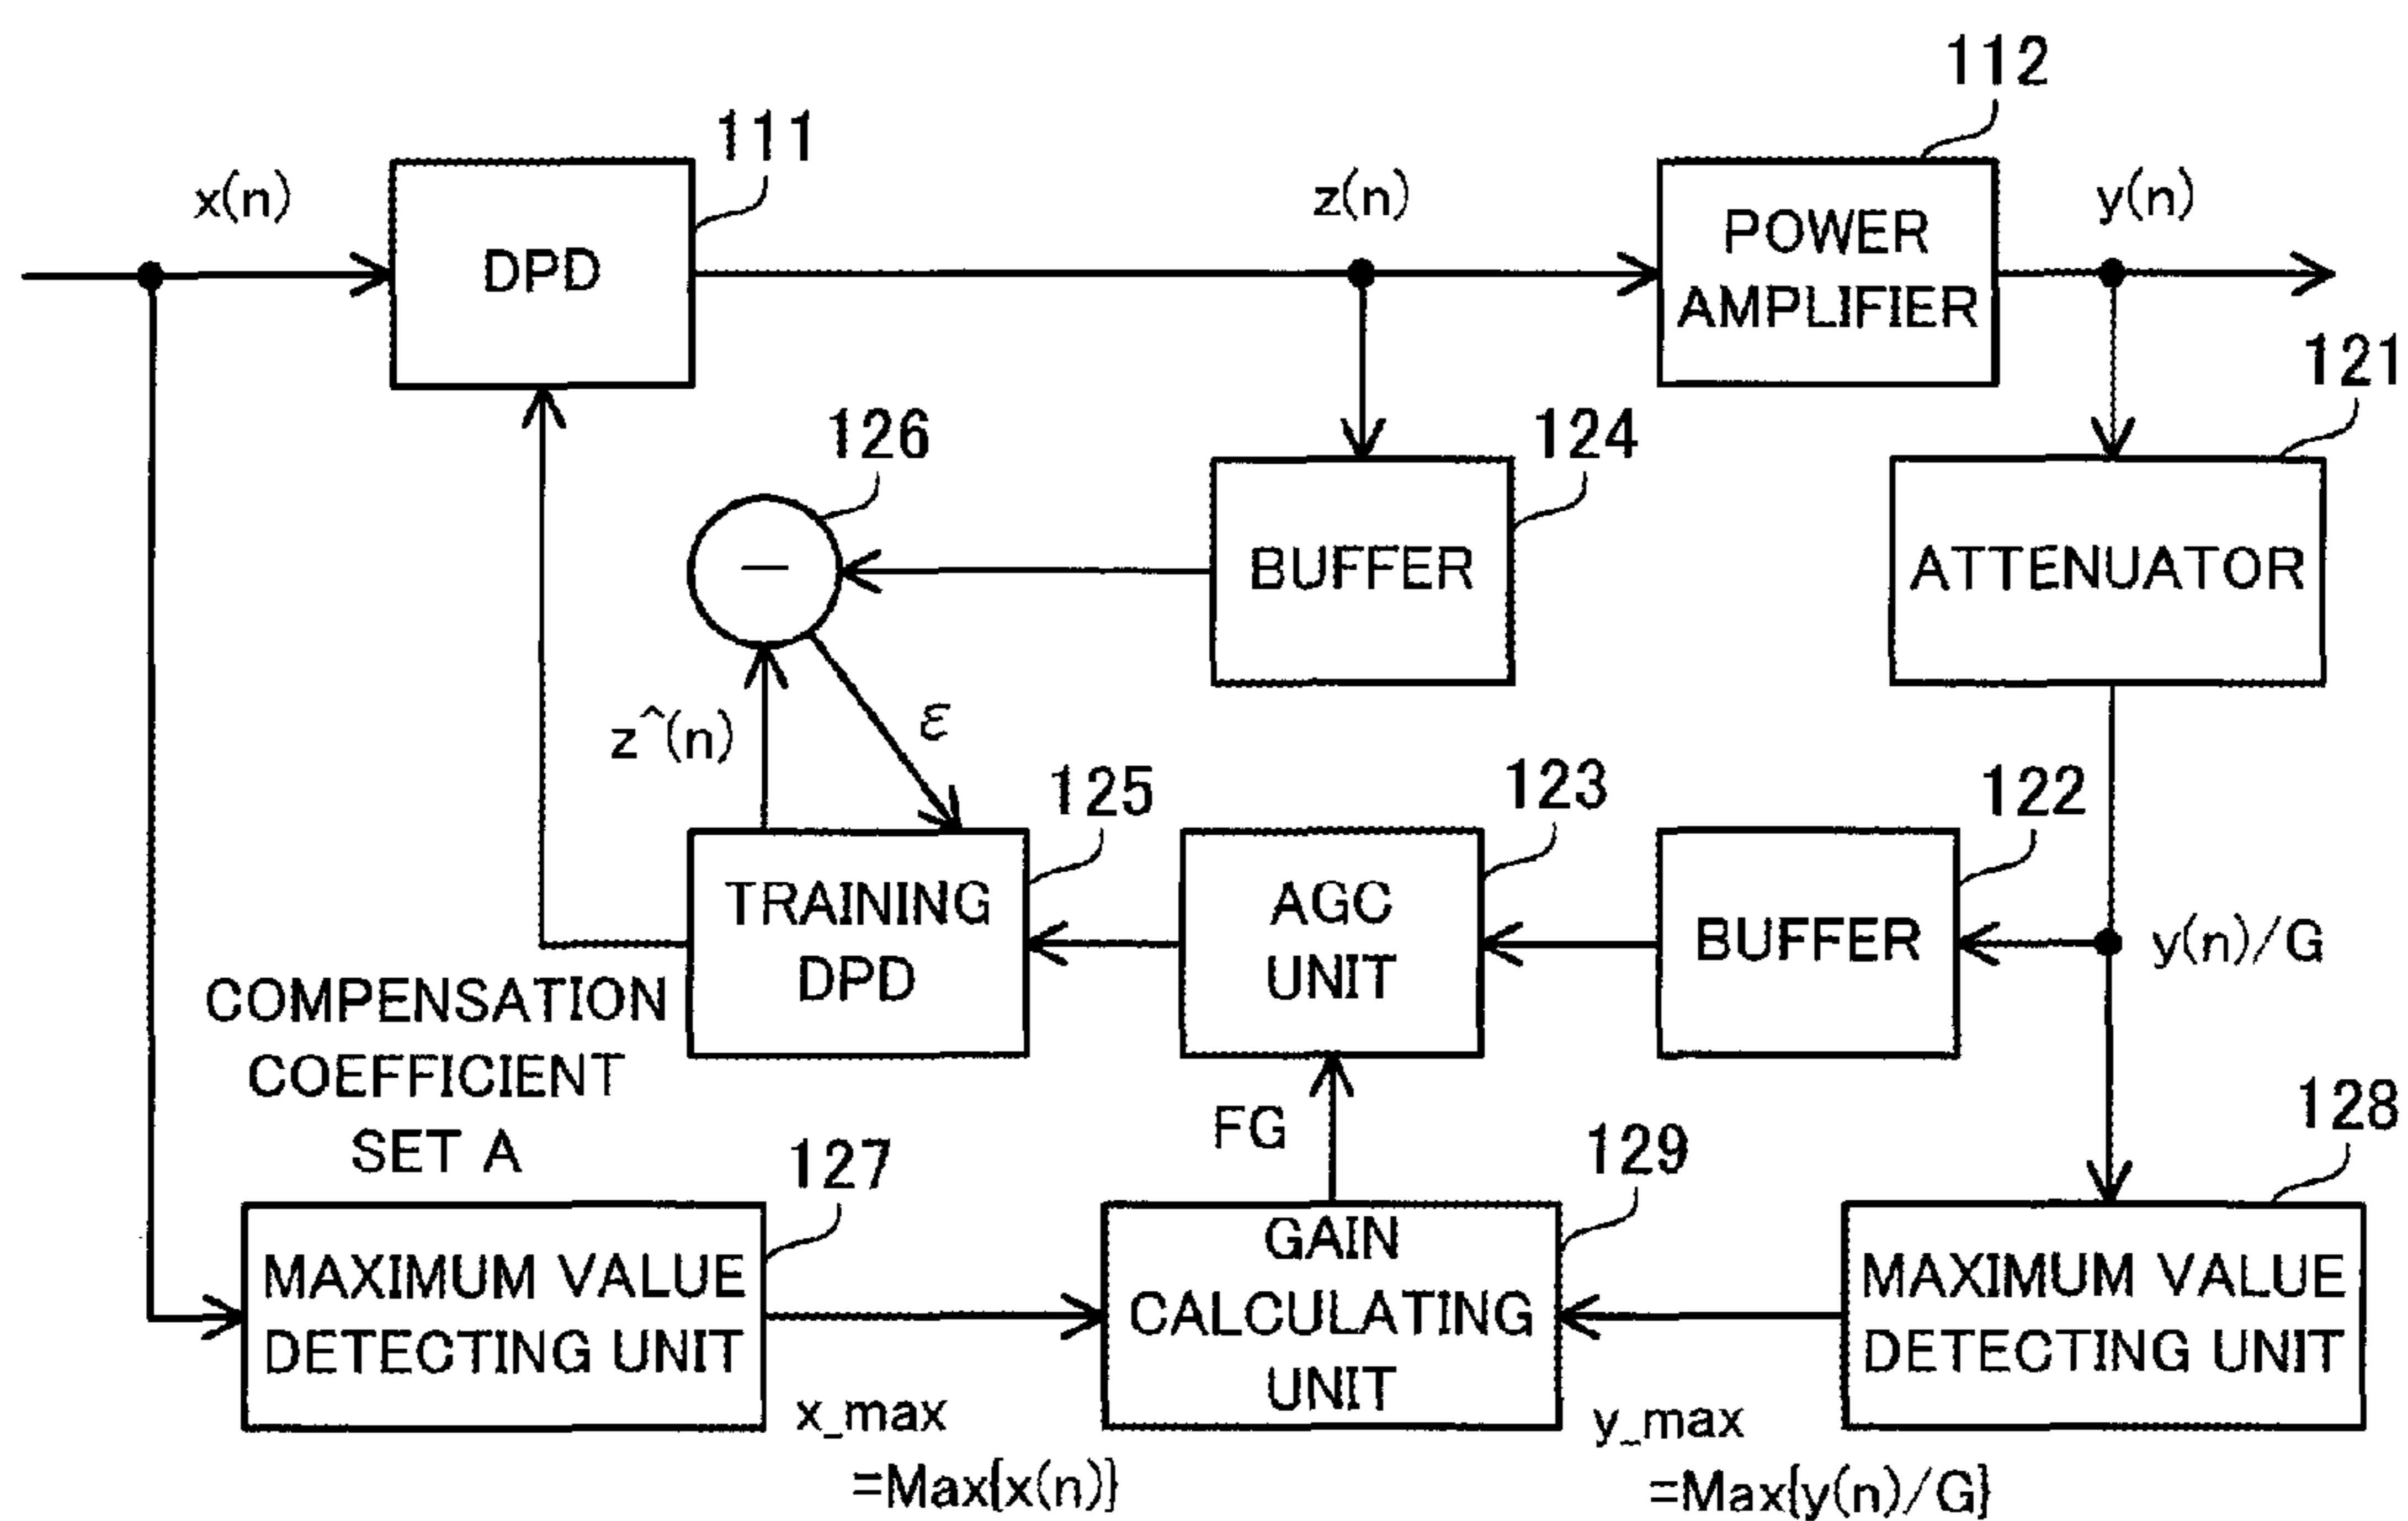 112
111
x(n)
z(n)
y(n)
DPD
POWER
AMPLIFIER
121
126
124
—
BUFFER
ATTENUATOR
z^(n)
ε
125
123
122
TRAINING
DPD
AGC
UNIT
BUFFER
y(n)/G
COMPENSATION
COEFFICIENT
SET A
FG
127
129
128
MAXIMUM VALUE
DETECTING UNIT
GAIN
CALCULATING
UNIT
MAXIMUM VALUE
DETECTING UNIT
x_max
=Max{x(n)}
y_max
=Max{y(n)/G}